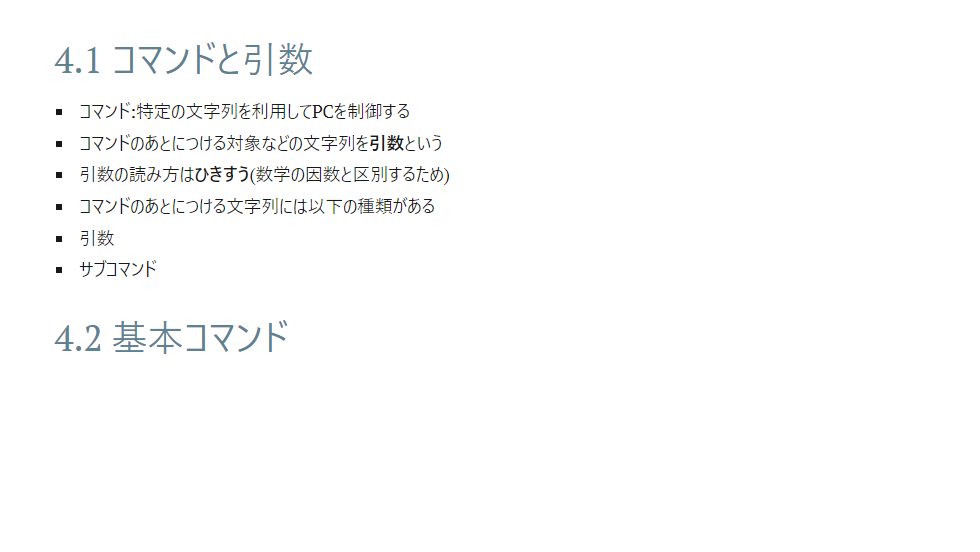 4.1 コマンドと引数
コマンド:特定の文字列を利用してPCを制御する
コマンドのあとにつける対象などの文字列を引数という
引数の読み方はひきすう(数学の因数と区別するため)
コマンドのあとにつける文字列には以下の種類がある
引数
サブコマンド
4.2 基本コマンド